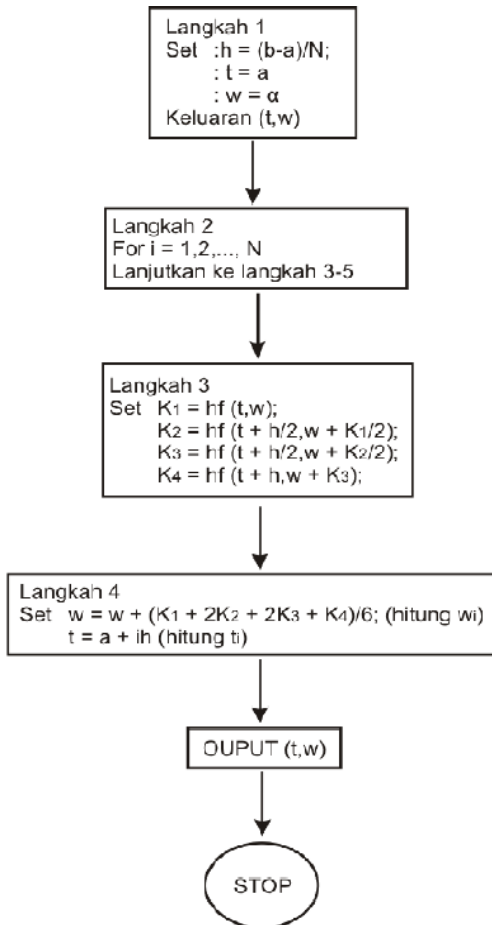 Langkah 1
Set :h = (b-a)/N;
: t = a
: w = α
Keluaran (t,w)
Langkah 2
For i = 1,2,..., N
Lanjutkan ke langkah 3-5
Langkah 3
Set K1 = hf (t,w);
K2 = hf (t + h/2,w + K1/2);
K3 = hf (t + h/2,w + K2/2);
K4 = hf (t + h,w + K3);
Langkah 4
Set w = w + (K1 + 2K2 + 2K3 + K4)/6; (hitung wi)
t = a + ih (hitung ti)
OUPUT (t,w)
STOP